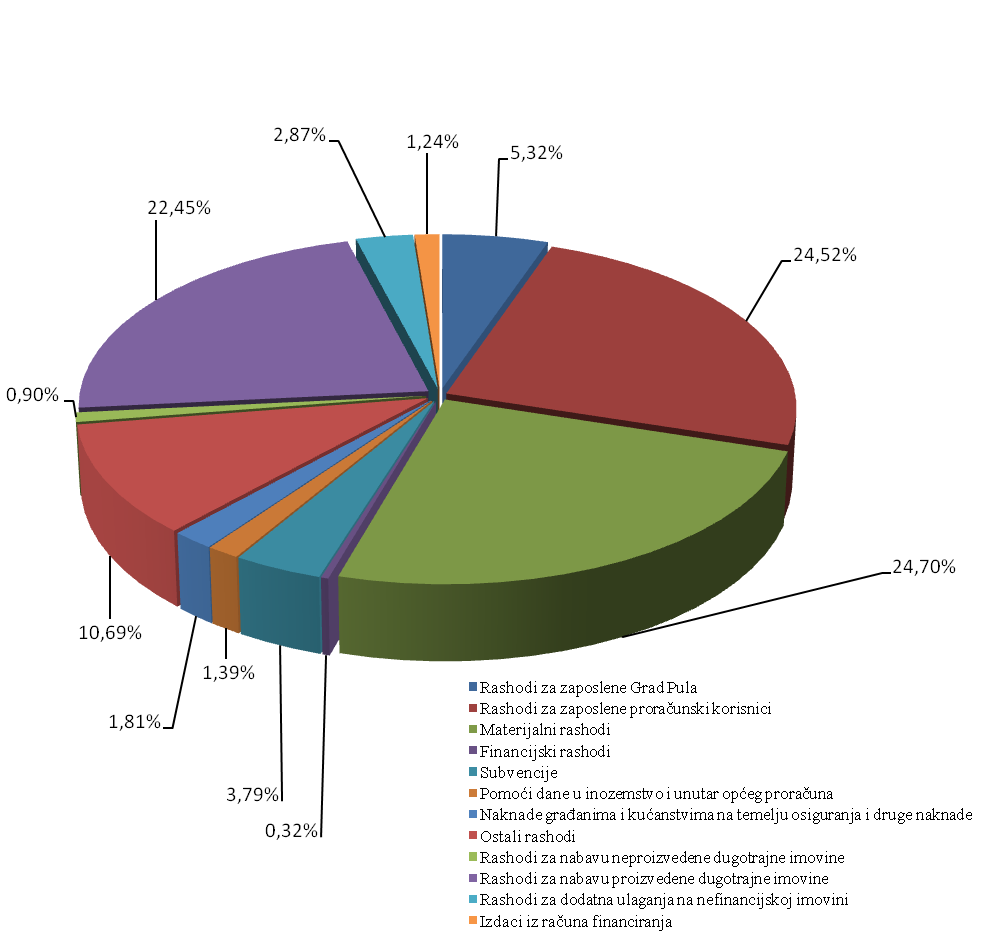 2,87%
1,24%
5,32%
22,45%
24,52%
0,90%
24,70%
10,69%
1,39%
1,81%
3,79%
0,32%
Rashodi za zaposlene Grad Pula
Rashodi za zaposlene proračunski korisnici
Materijalni rashodi
Financijski rashodi
Subvencije
Pomoći dane u inozemstvo i unutar općeg proračuna
Naknade građanima i kućanstvima na temelju osiguranja i druge naknade
Ostali rashodi
Rashodi za nabavu neproizvedene dugotrajne imovine
Rashodi za nabavu proizvedene dugotrajne imovine
Rashodi za dodatna ulaganja na nefinancijskoj imovini
Izdaci iz računa financiranja